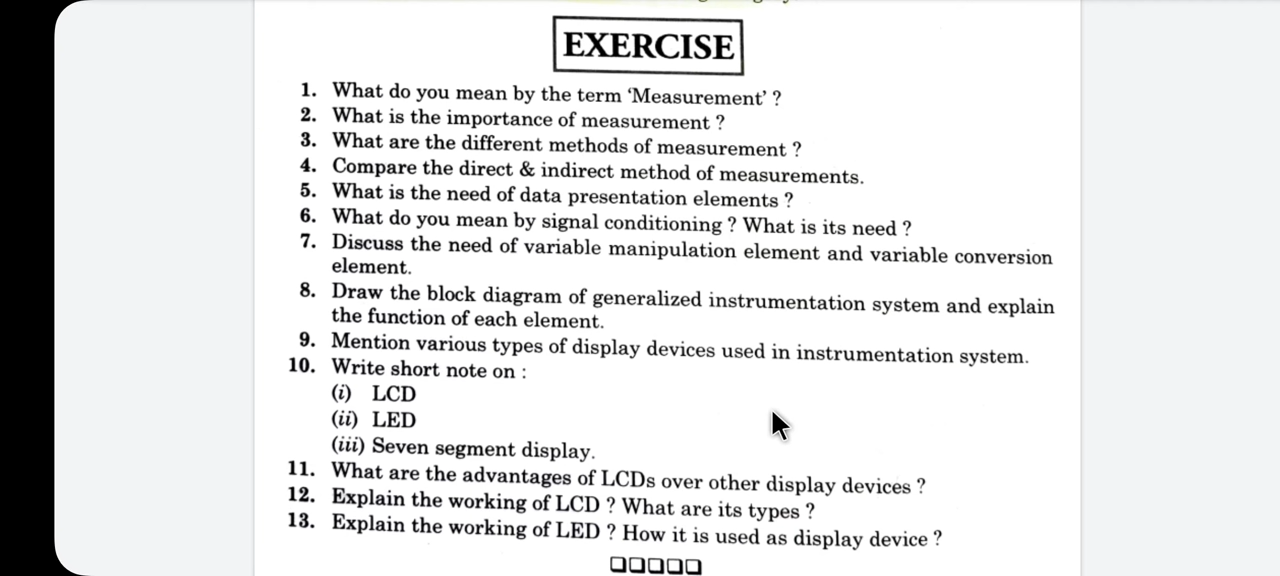 EXERCISE
1. What do you mean by the term ‘Measurement’ ?
2. What is the importance of measurement ?
3. What are the different methods of measurement ?
4. Compare the direct & indirect method of measurements.
5. What is the need of data presentation elements ?
6. What do you mean by signal conditioning ? What is its need ?
7. Discuss the need of variable manipulation element and variable conversion
element.
8. Draw the block diagram of generalized instrumentation system and explain
the function of each element.
9. Mention various types of display devices used in instrumentation system.
10. Write short note on :
(i) LCD
(ii) LED
(iii) Seven segment display.
11. What are the advantages of LCDs over other display devices ?
12. Explain the working of LCD ? What are its types ?
13. Explain the working of LED ? How it is used as display device ?